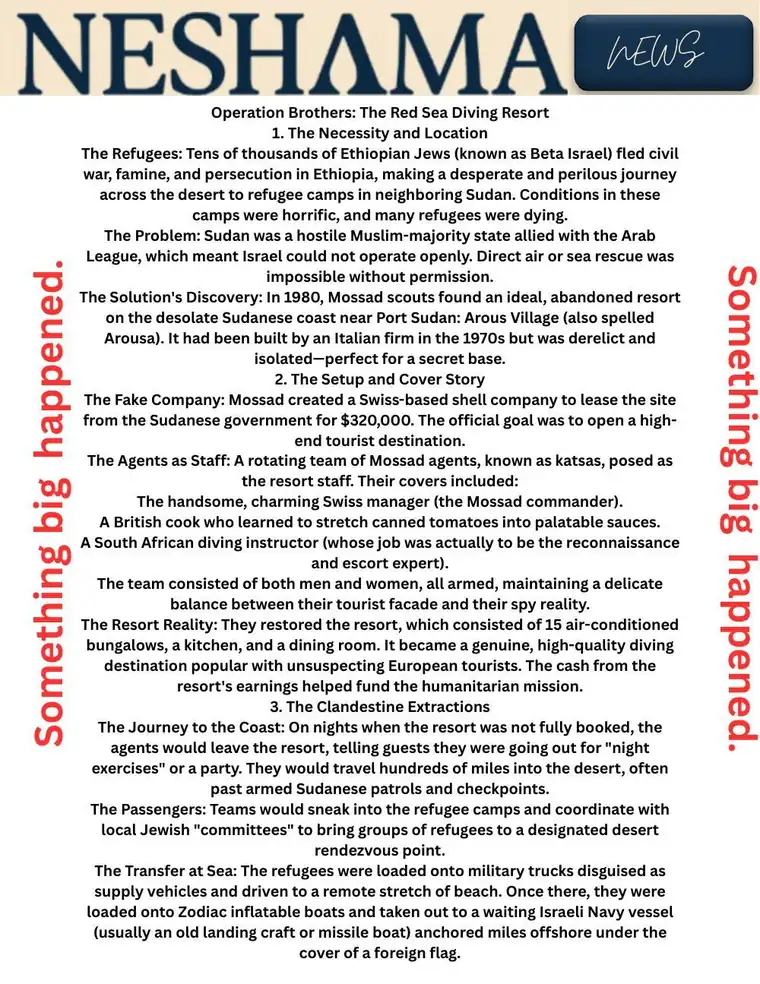 NESHAMA
NEWS
Operation Brothers: The Red Sea Diving Resort
1. The Necessity and Location
The Refugees: Tens of thousands of Ethiopian Jews (known as Beta Israel) fled civil
war, famine, and persecution in Ethiopia, making a desperate and perilous journey
across the desert to refugee camps in neighboring Sudan. Conditions in these
camps were horrific, and many refugees were dying.
The Problem: Sudan was a hostile Muslim-majority state allied with the Arab
League, which meant Israel could not operate openly. Direct air or sea rescue was
impossible without permission.
The Solution's Discovery: In 1980, Mossad scouts found an ideal, abandoned resort
on the desolate Sudanese coast near Port Sudan: Arous Village (also spelled
Arousa). It had been built by an Italian firm in the 1970s but was derelict and
isolated—perfect for a secret base.
2. The Setup and Cover Story
The Fake Company: Mossad created a Swiss-based shell company to lease the site
from the Sudanese government for $320,000. The official goal was to open a high-
end tourist destination.
The Agents as Staff: A rotating team of Mossad agents, known as katsas, posed as
the resort staff. Their covers included:
The handsome, charming Swiss manager (the Mossad commander).
A British cook who learned to stretch canned tomatoes into palatable sauces.
A South African diving instructor (whose job was actually to be the reconnaissance
and escort expert).
The team consisted of both men and women, all armed, maintaining a delicate
balance between their tourist facade and their spy reality.
The Resort Reality: They restored the resort, which consisted of 15 air-conditioned
bungalows, a kitchen, and a dining room. It became a genuine, high-quality diving
destination popular with unsuspecting European tourists. The cash from the
resort's earnings helped fund the humanitarian mission.
3. The Clandestine Extractions
The Journey to the Coast: On nights when the resort was not fully booked, the
agents would leave the resort, telling guests they were going out for "night
exercises" or a party. They would travel hundreds of miles into the desert, often
past armed Sudanese patrols and checkpoints.
The Passengers: Teams would sneak into the refugee camps and coordinate with
local Jewish "committees" to bring groups of refugees to a designated desert
rendezvous point.
The Transfer at Sea: The refugees were loaded onto military trucks disguised as
supply vehicles and driven to a remote stretch of beach. Once there, they were
loaded onto Zodiac inflatable boats and taken out to a waiting Israeli Navy vessel
(usually an old landing craft or missile boat) anchored miles offshore under the
cover of a foreign flag.
Something big happened.
Something big happened.